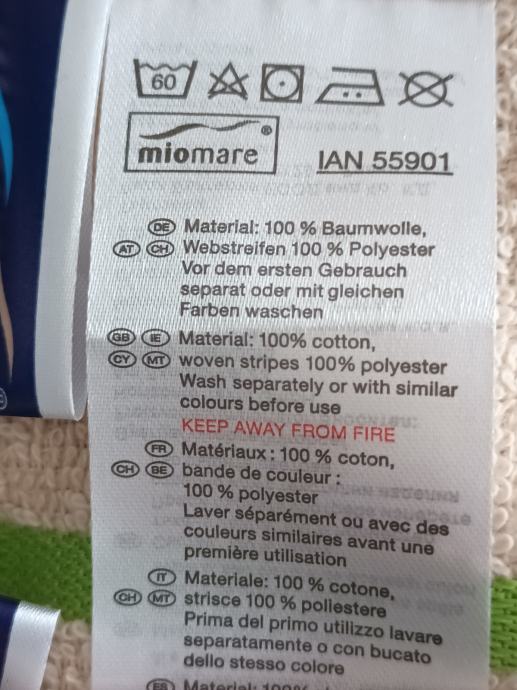 60
miomare ®
IAN 55901
DE Material: 100 % Baumwolle,
AT CH Webstreifen 100 % Polyester
Vor dem ersten Gebrauch
separat oder mit gleichen
Farben waschen
GB IE Material: 100% cotton,
CY MT woven stripes 100% polyester
Wash separately or with similar
colours before use
KEEP AWAY FROM FIRE
FR Matériaux : 100 % coton,
CH BE bande de couleur :
100 % polyester
Laver séparément ou avec des
couleurs similaires avant une
première utilisation
IT Materiale: 100 % cotone,
CH MT strisce 100 % poliestere
Prima del primo utilizzo lavare
separatamente o con bucato
dello stesso colore
ES Material: 100%